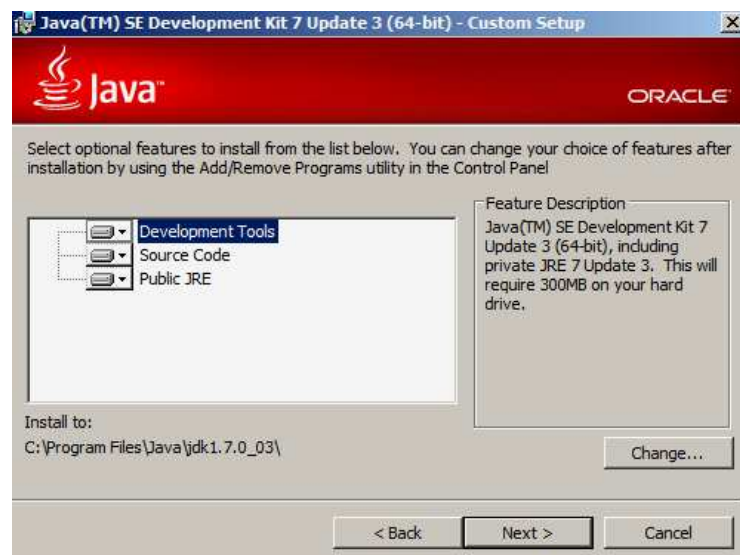 Java(TM) SE Development Kit 7 Update 3 (64-bit) - Custom Setup
Java™
ORACLE
Select optional features to install from the list below. You can change your choice of features after
installation by using the Add/Remove Programs utility in the Control Panel
Development Tools
Source Code
Public JRE
Feature Description
Java(TM) SE Development Kit 7
Update 3 (64-bit), including
private JRE 7 Update 3. This will
require 300MB on your hard
drive.
Install to:
C:\Program Files\Java\jdk1.7.0_03\
Change...
< Back
Next >
Cancel